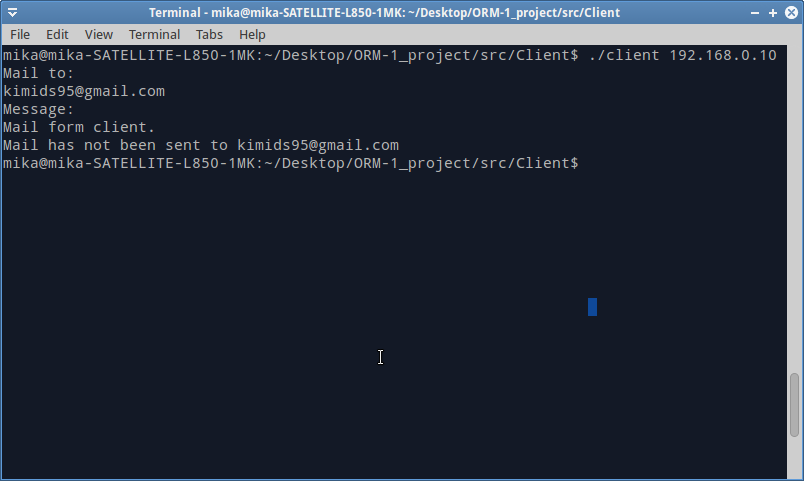 Terminal - mika@mika-SATELLITE-L850-1MK: ~/Desktop/ORM-1_project/src/Client
File Edit View Terminal Tabs Help
mika@mika-SATELLITE-L850-1MK:~/Desktop/ORM-1_project/src/Client$ ./client 192.168.0.10
Mail to:
kimids95@gmail.com
Message:
Mail form client.
Mail has not been sent to kimids95@gmail.com
mika@mika-SATELLITE-L850-1MK:~/Desktop/ORM-1_project/src/Client$